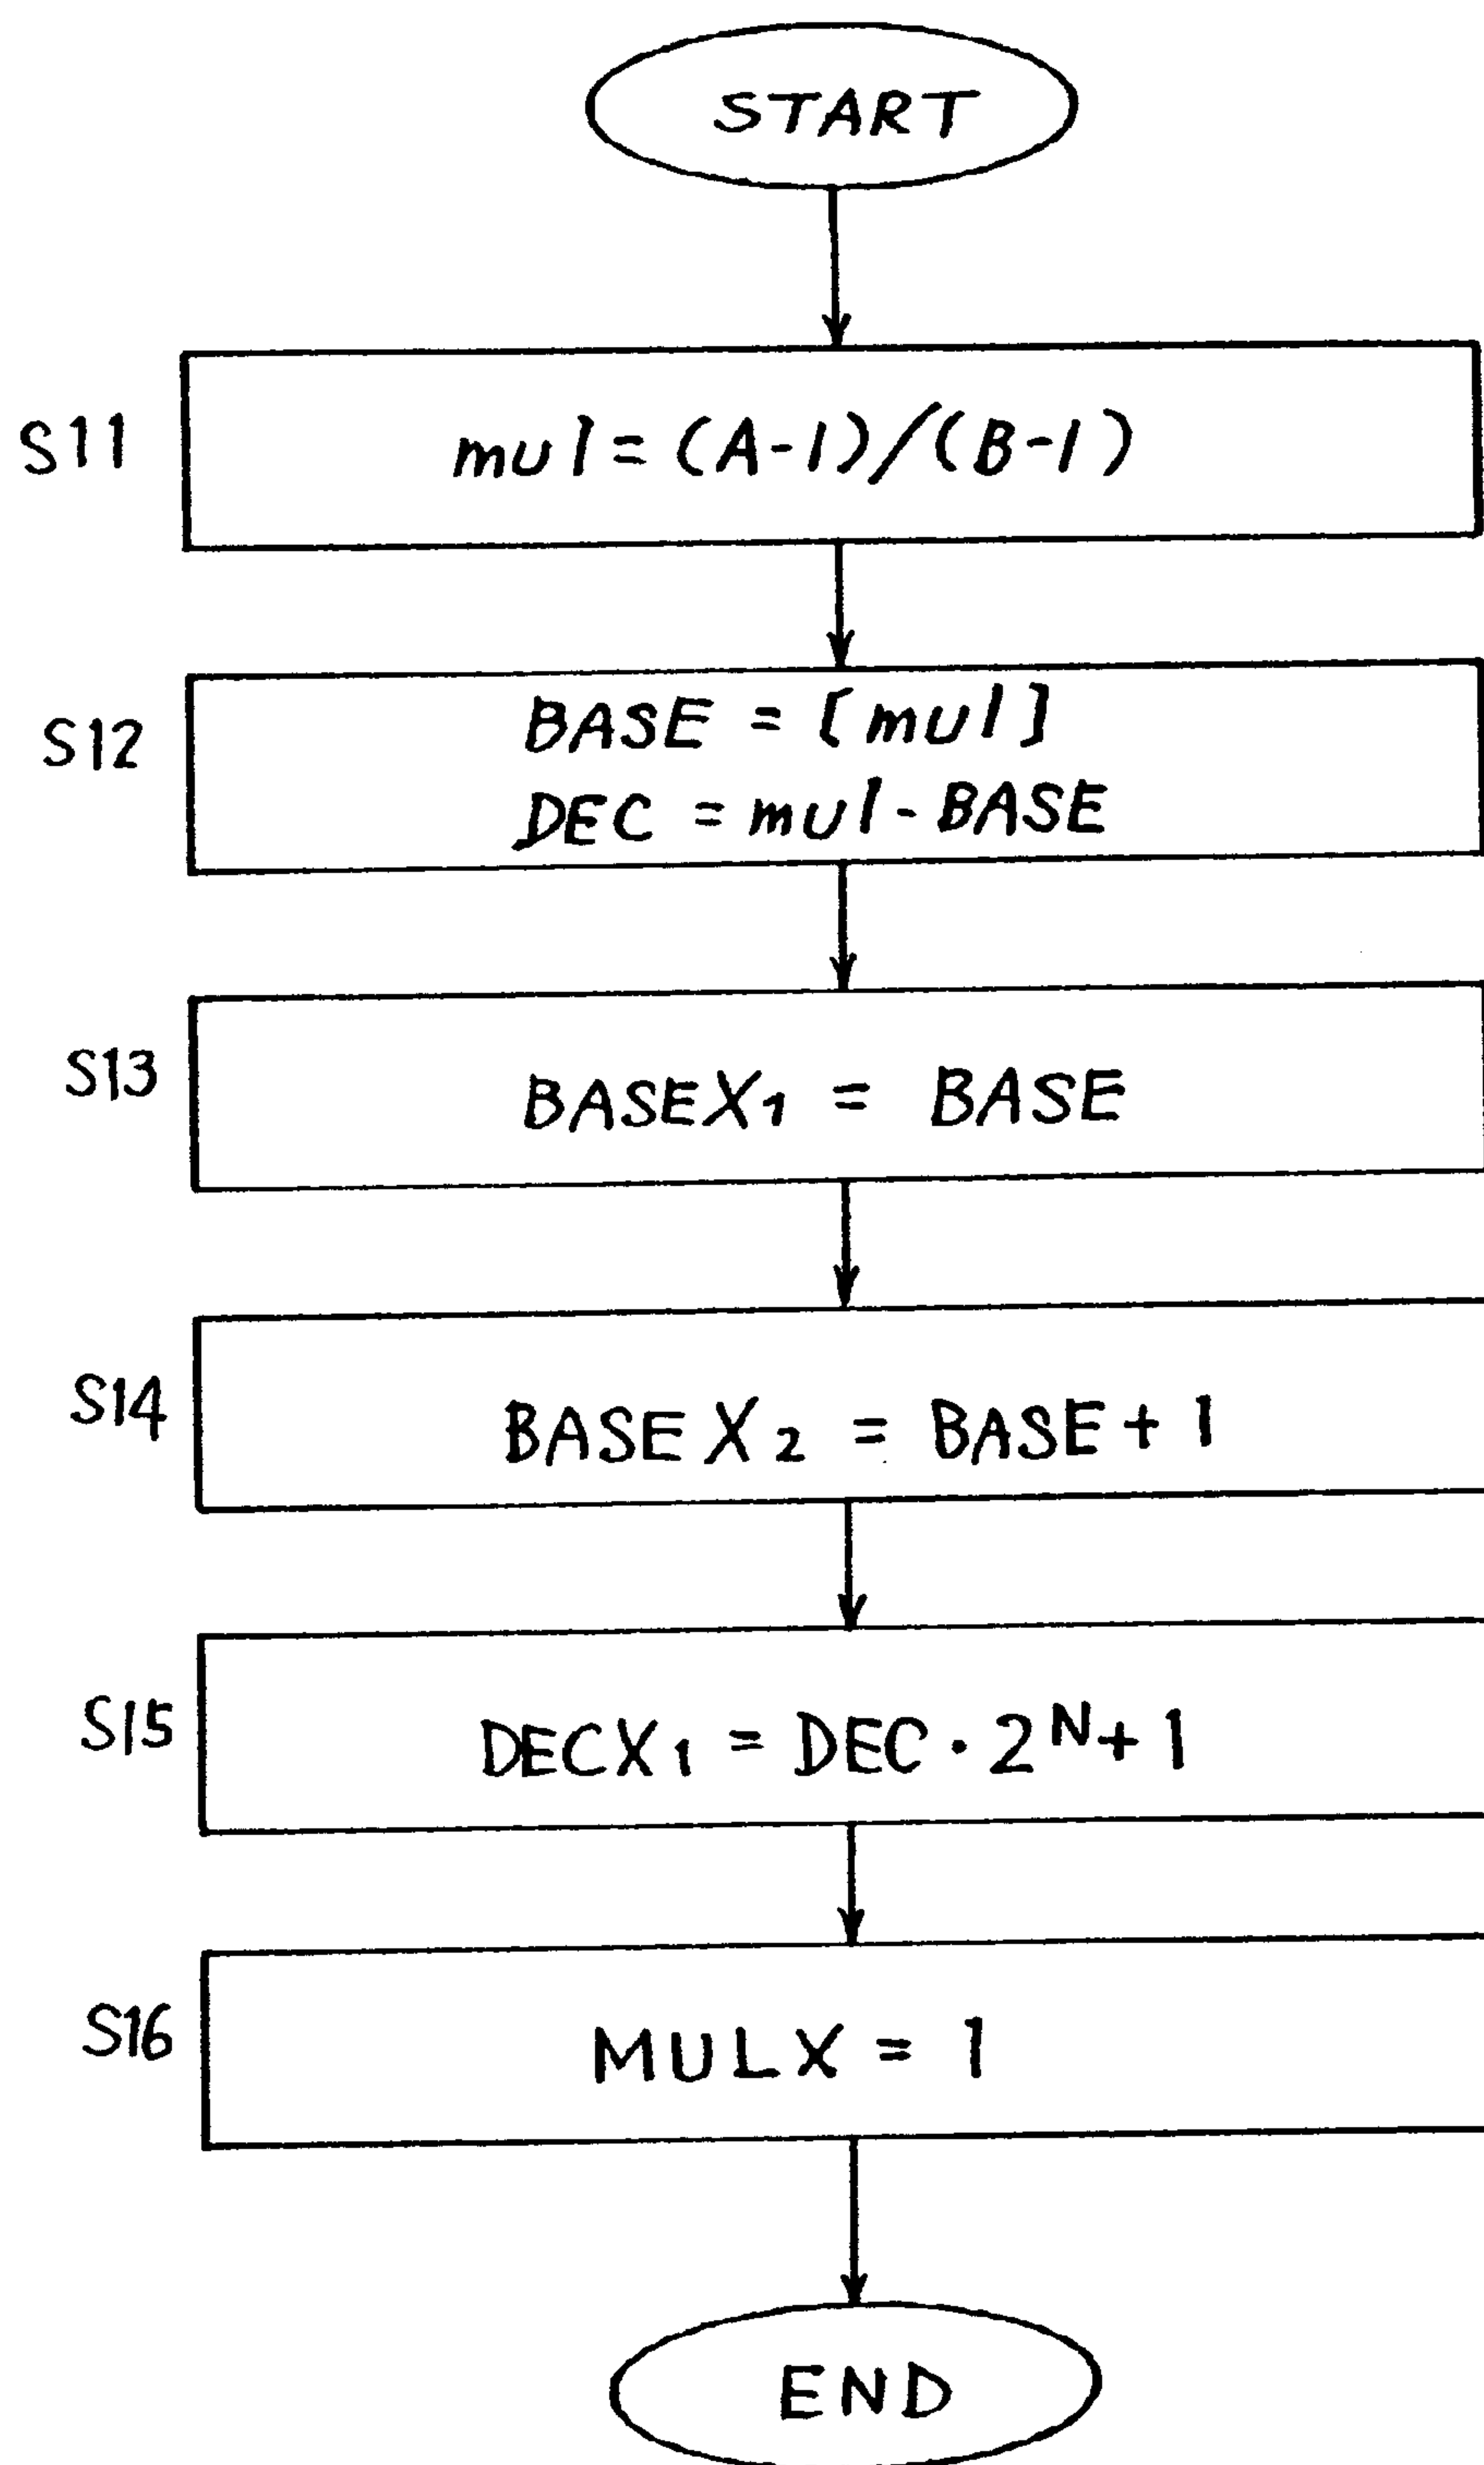 START
S11
mul = (A-1)/(B-1)
S12
BASE = [mul]
DEC = mul - BASE
S13
BASEX₁ = BASE
S14
BASEX₂ = BASE + 1
S15
DECX₁ = DEC · 2ᴺ + 1
S16
MULX = 1
END